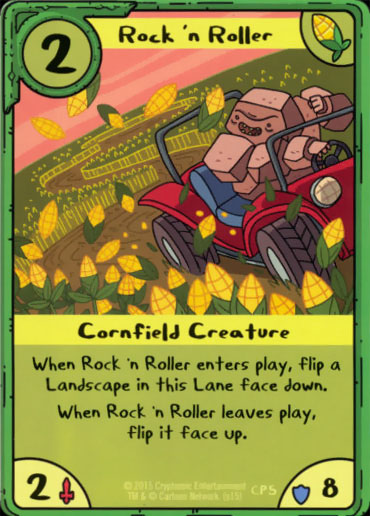 2
Rock 'n Roller
Cornfield Creature
When Rock 'n Roller enters play, flip a
Landscape in this Lane face down.
When Rock 'n Roller leaves play,
flip it face up.
2
© 2015 Cryptozoic Entertainment
TM & © Cartoon Network. (s15)
CP5
8